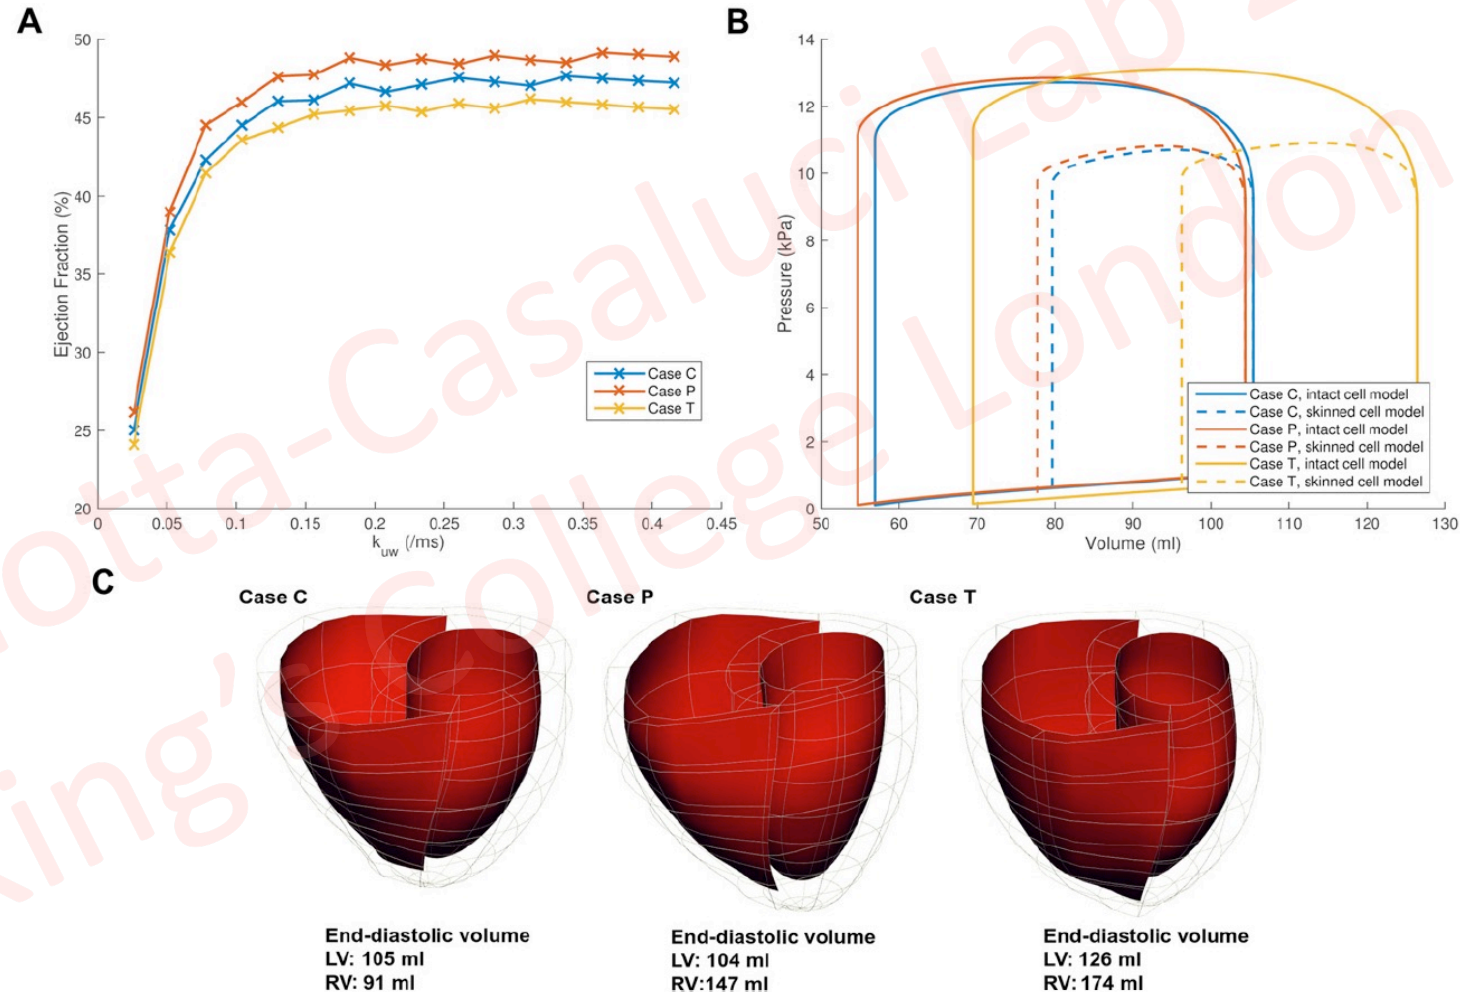 A
50
45
40
35
30
25
20
Ejection Fraction (%)
0
0.05
0.1
0.15
0.2
0.25
0.3
0.35
0.4
0.45
k_uw (/ms)
Case C
Case P
Case T
B
14
12
10
8
6
4
2
0
Pressure (kPa)
50
60
70
80
90
100
110
120
130
Volume (ml)
Case C, intact cell model
Case C, skinned cell model
Case P, intact cell model
Case P, skinned cell model
Case T, intact cell model
Case T, skinned cell model
C
Case C
Case P
Case T
End-diastolic volume
LV: 105 ml
RV: 91 ml
End-diastolic volume
LV: 104 ml
RV:147 ml
End-diastolic volume
LV: 126 ml
RV: 174 ml
otta-Casaluci Lab
King's College London